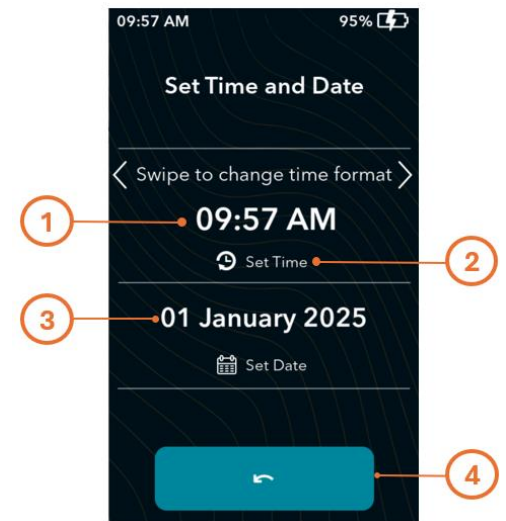 09:57 AM 95%
Set Time and Date
Swipe to change time format
1 09:57 AM
Set Time 2
3 01 January 2025
Set Date
4